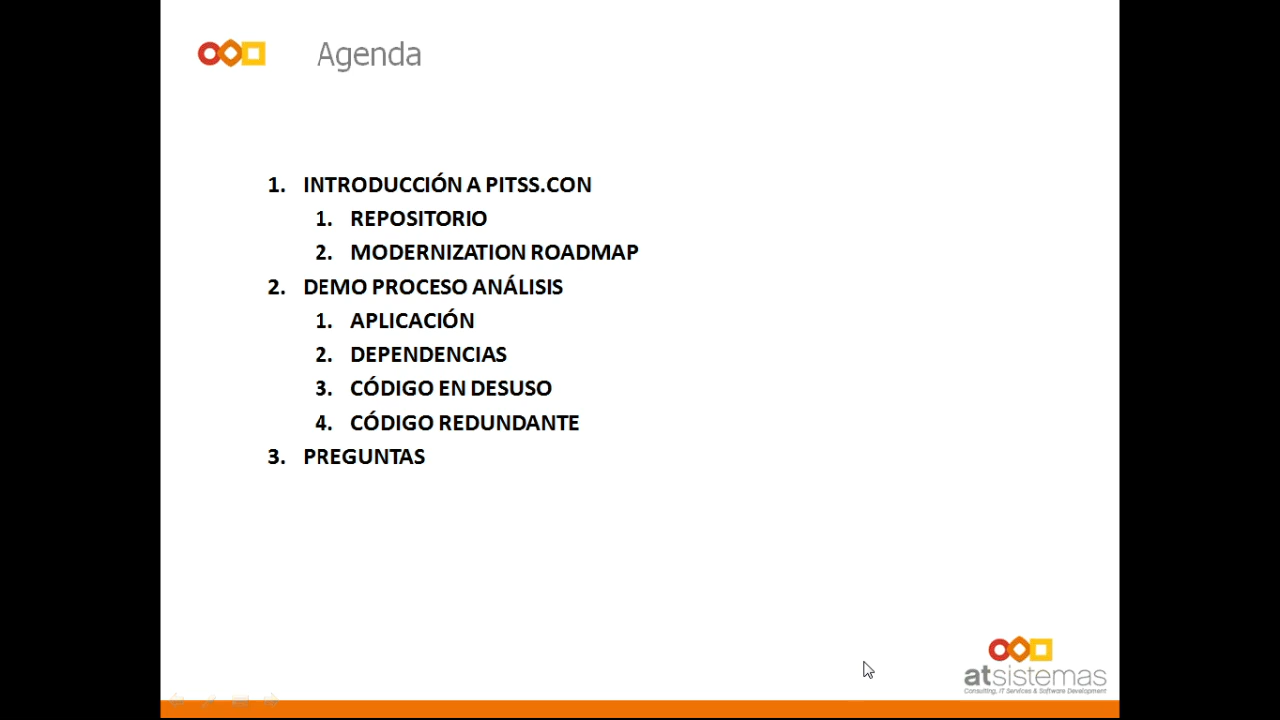 Agenda
1. INTRODUCCIÓN A PITSS.CON
1. REPOSITORIO
2. MODERNIZATION ROADMAP
2. DEMO PROCESO ANÁLISIS
1. APLICACIÓN
2. DEPENDENCIAS
3. CÓDIGO EN DESUSO
4. CÓDIGO REDUNDANTE
3. PREGUNTAS
atsistemas
Consulting, IT Services & Software Development